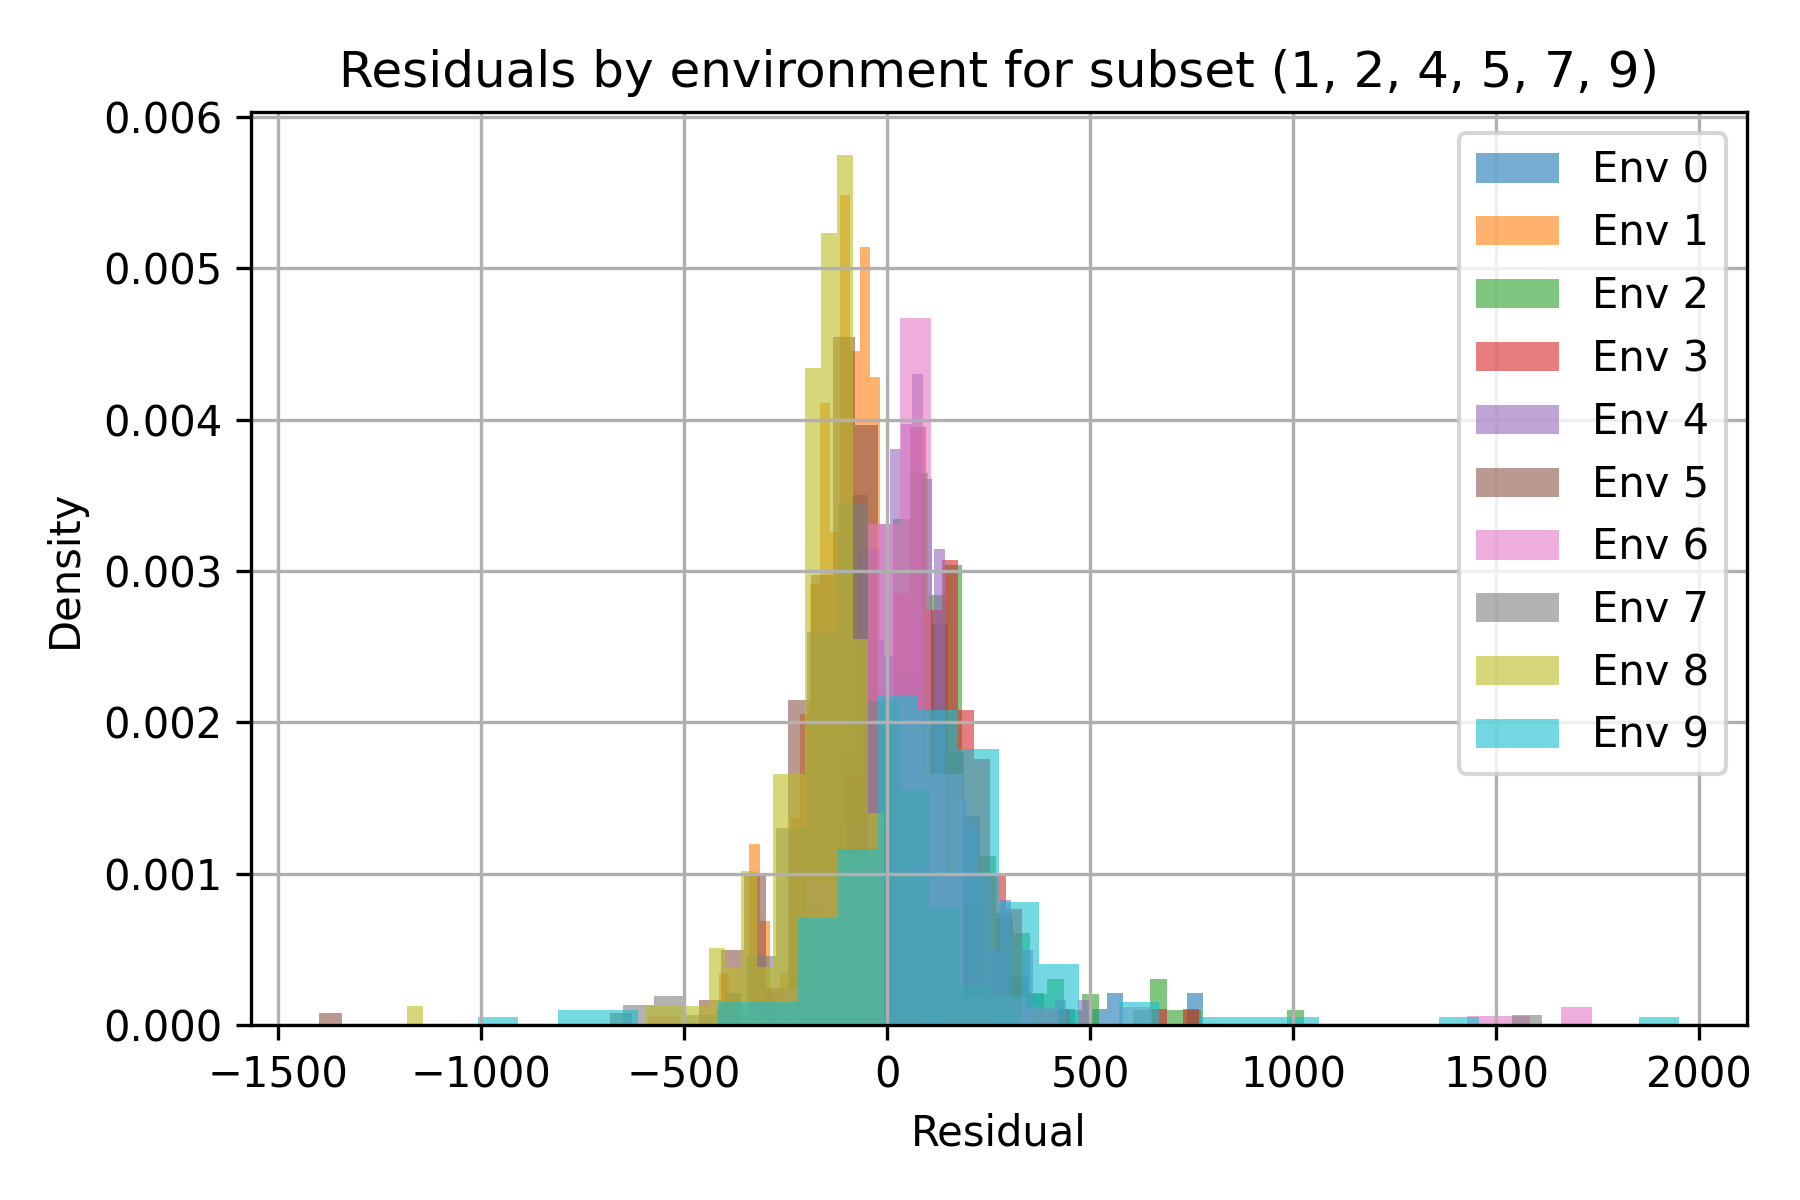 Residuals by environment for subset (1, 2, 4, 5, 7, 9)
0.006
0.005
0.004
0.003
0.002
0.001
0.000
Density
−1500 −1000 −500 0 500 1000 1500 2000
Residual
Env 0
Env 1
Env 2
Env 3
Env 4
Env 5
Env 6
Env 7
Env 8
Env 9